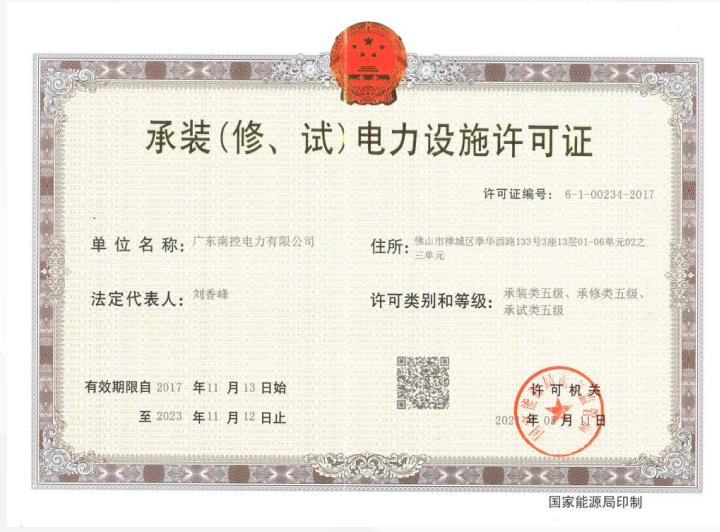 承装(修、试)电力设施许可证
许可证编号: 6-1-00234-2017
单位名称: 广东南控电力有限公司
住所: 佛山市禅城区季华西路133号3座13层01-06单元02之
三单元
法定代表人: 刘香峰
许可类别和等级: 承装类五级、承修类五级、
承试类五级
有效期限自 2017 年11 月 13 日始
至 2023 年 11 月 12 日止
许可机关
年 月 11 日
国家能源局印制